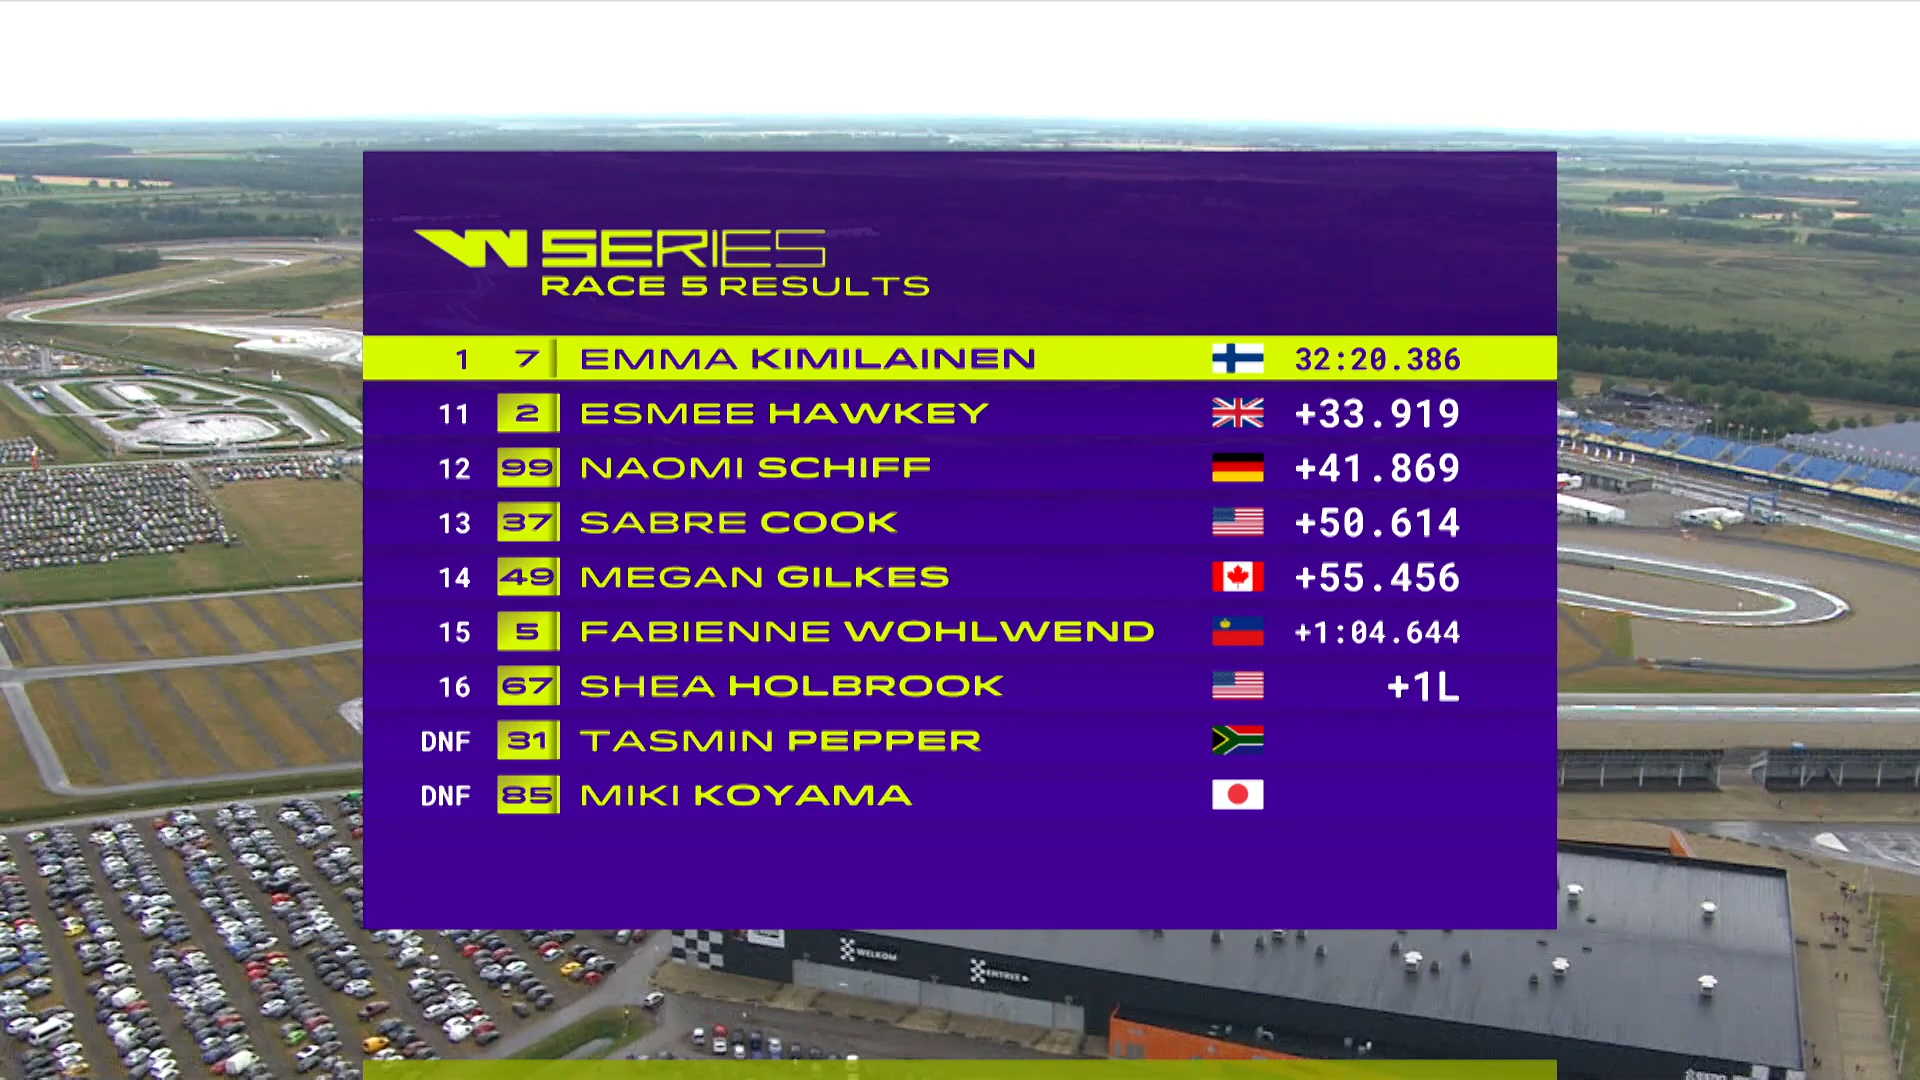 W SERIES
RACE 5 RESULTS
1 7 EMMA KIMILAINEN 32:20.386
11 2 ESMEE HAWKEY +33.919
12 99 NAOMI SCHIFF +41.869
13 37 SABRE COOK +50.614
14 49 MEGAN GILKES +55.456
15 5 FABIENNE WOHLWEND +1:04.644
16 67 SHEA HOLBROOK +1L
DNF 31 TASMIN PEPPER
DNF 85 MIKI KOYAMA
WELKOM
ENTREE